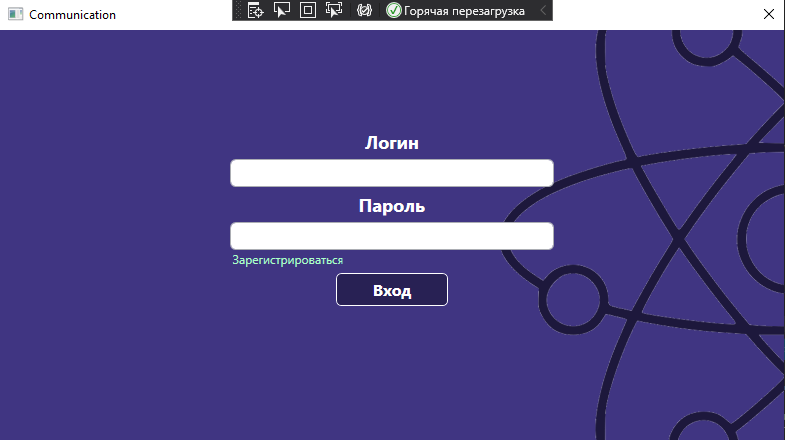 Communication
Горячая перезагрузка
Логин
Пароль
Зарегистрироваться
Вход